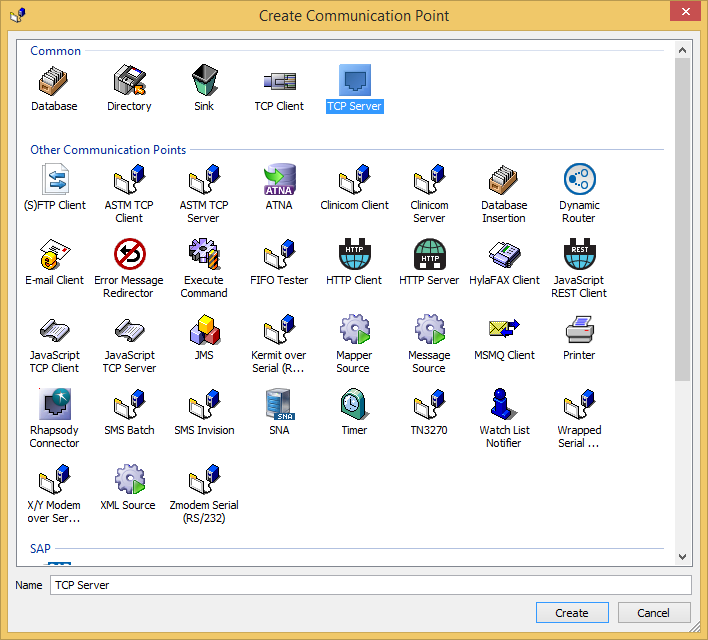 Create Communication Point
Common
Database
Directory
Sink
TCP Client
TCP Server
Other Communication Points
(S)FTP Client
ASTM TCP
Client
ASTM TCP
Server
ATNA
ATNA
Clinicom Client
Clinicom
Server
Database
Insertion
Dynamic
Router
E-mail Client
Error Message
Redirector
Execute
Command
FIFO Tester
HTTP
HTTP Client
HTTP
HTTP Server
HylaFAX Client
REST
JavaScript
REST Client
JavaScript
TCP Client
JavaScript
TCP Server
JMS
Kermit over
Serial (R...
Mapper
Source
Message
Source
MSMQ Client
Printer
Rhapsody
Connector
SMS Batch
SMS Invision
SNA
SNA
Timer
TN3270
Watch List
Notifier
Wrapped
Serial ...
X/Y Modem
over Ser...
XML Source
Zmodem Serial
(RS/232)
SAP
Name
TCP Server
Create
Cancel